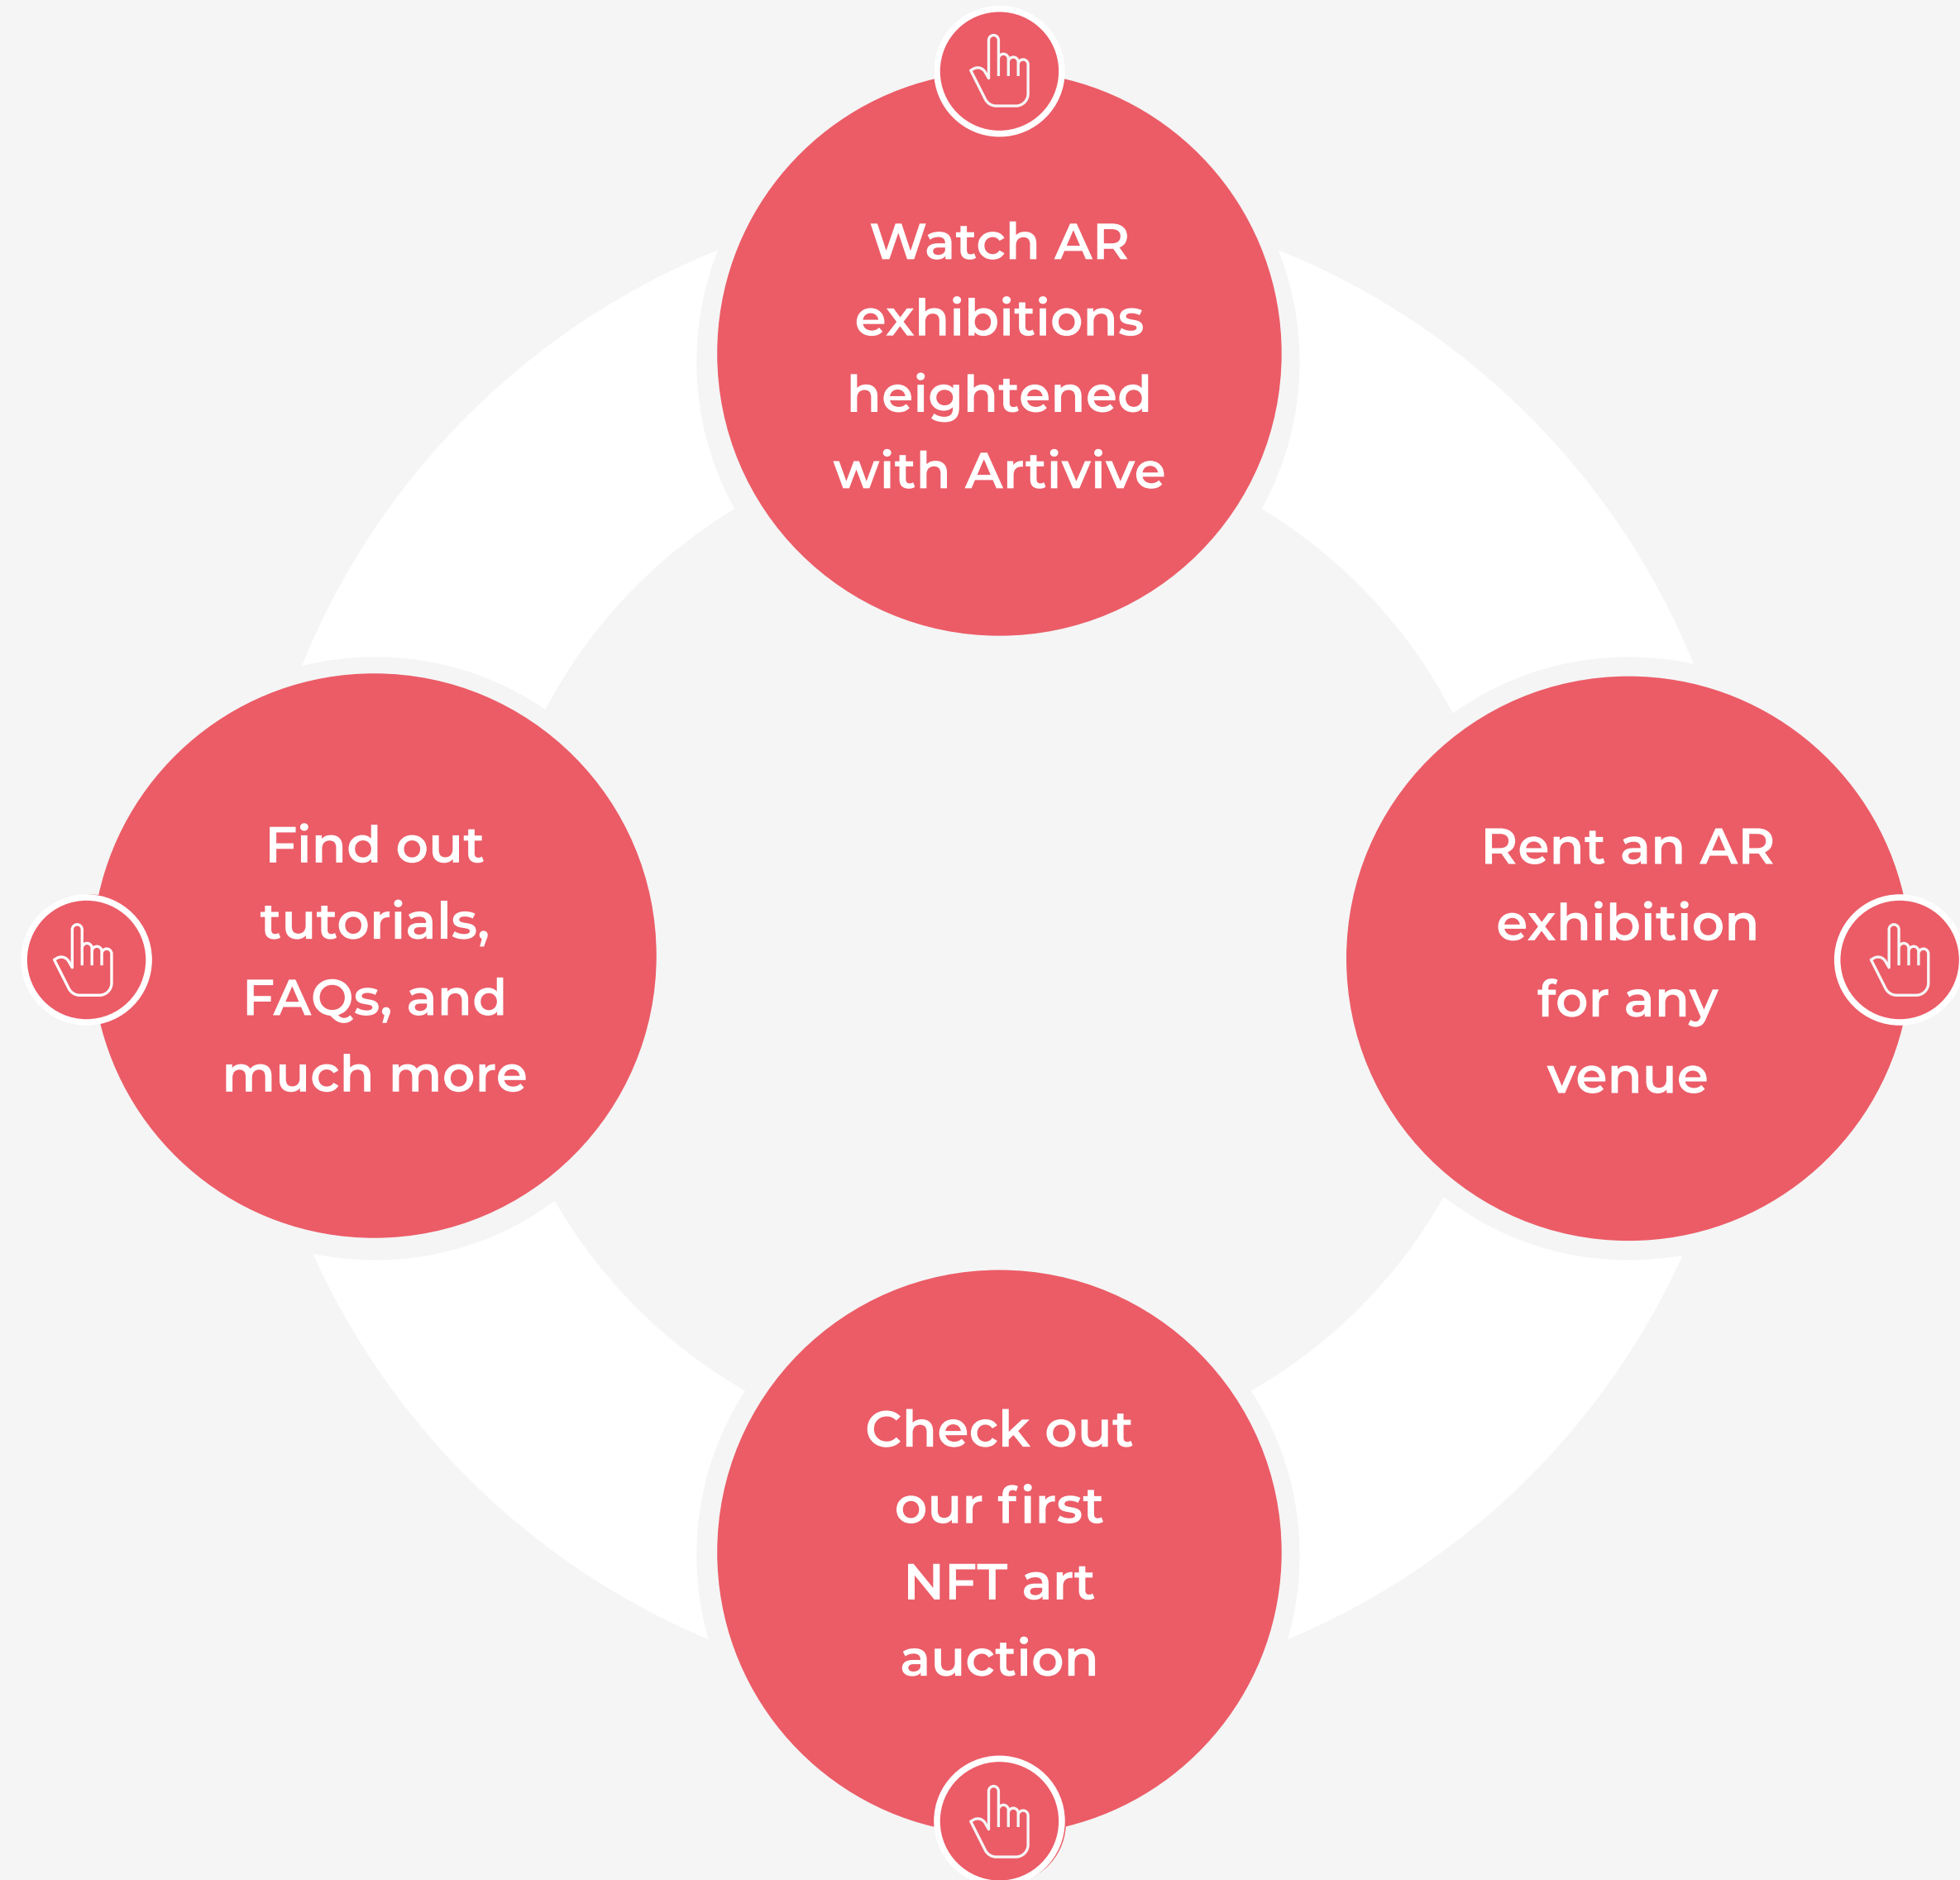 Watch AR
exhibitions
heightened
with Artivive
Find out
tutorials,
FAQs, and
much more
Rent an AR
exhibition
for any
venue
Check out
our first
NFT art
auction